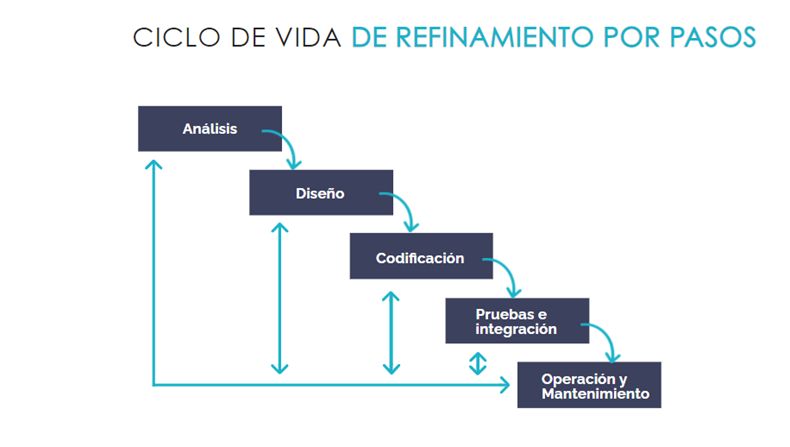 CICLO DE VIDA DE REFINAMIENTO POR PASOS
Análisis
Diseño
Codificación
Pruebas e
integración
Operación y
Mantenimiento